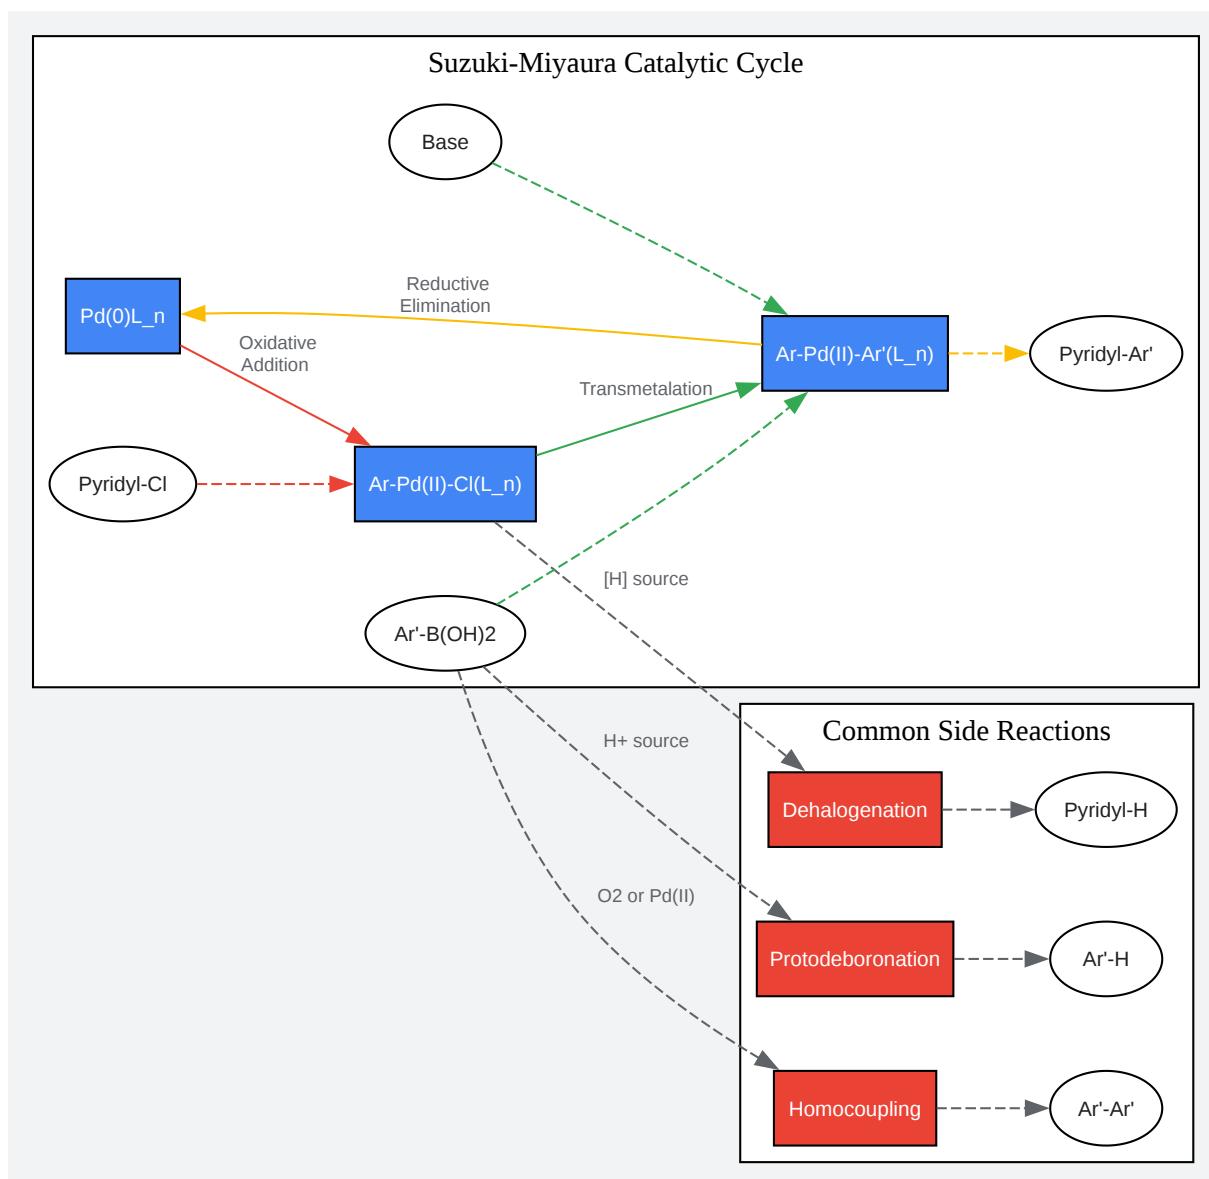 Suzuki-Miyaura Catalytic Cycle
Base
Reductive
Elimination
Pd(0)L_n
Oxidative
Addition
Ar-Pd(II)-Ar'(L_n)
Pyridyl-Ar'
Transmetalation
Pyridyl-Cl
Ar-Pd(II)-Cl(L_n)
[H] source
Ar'-B(OH)2
Common Side Reactions
H+ source
Dehalogenation
Pyridyl-H
O2 or Pd(II)
Protodeboronation
Ar'-H
Homocoupling
Ar'-Ar'